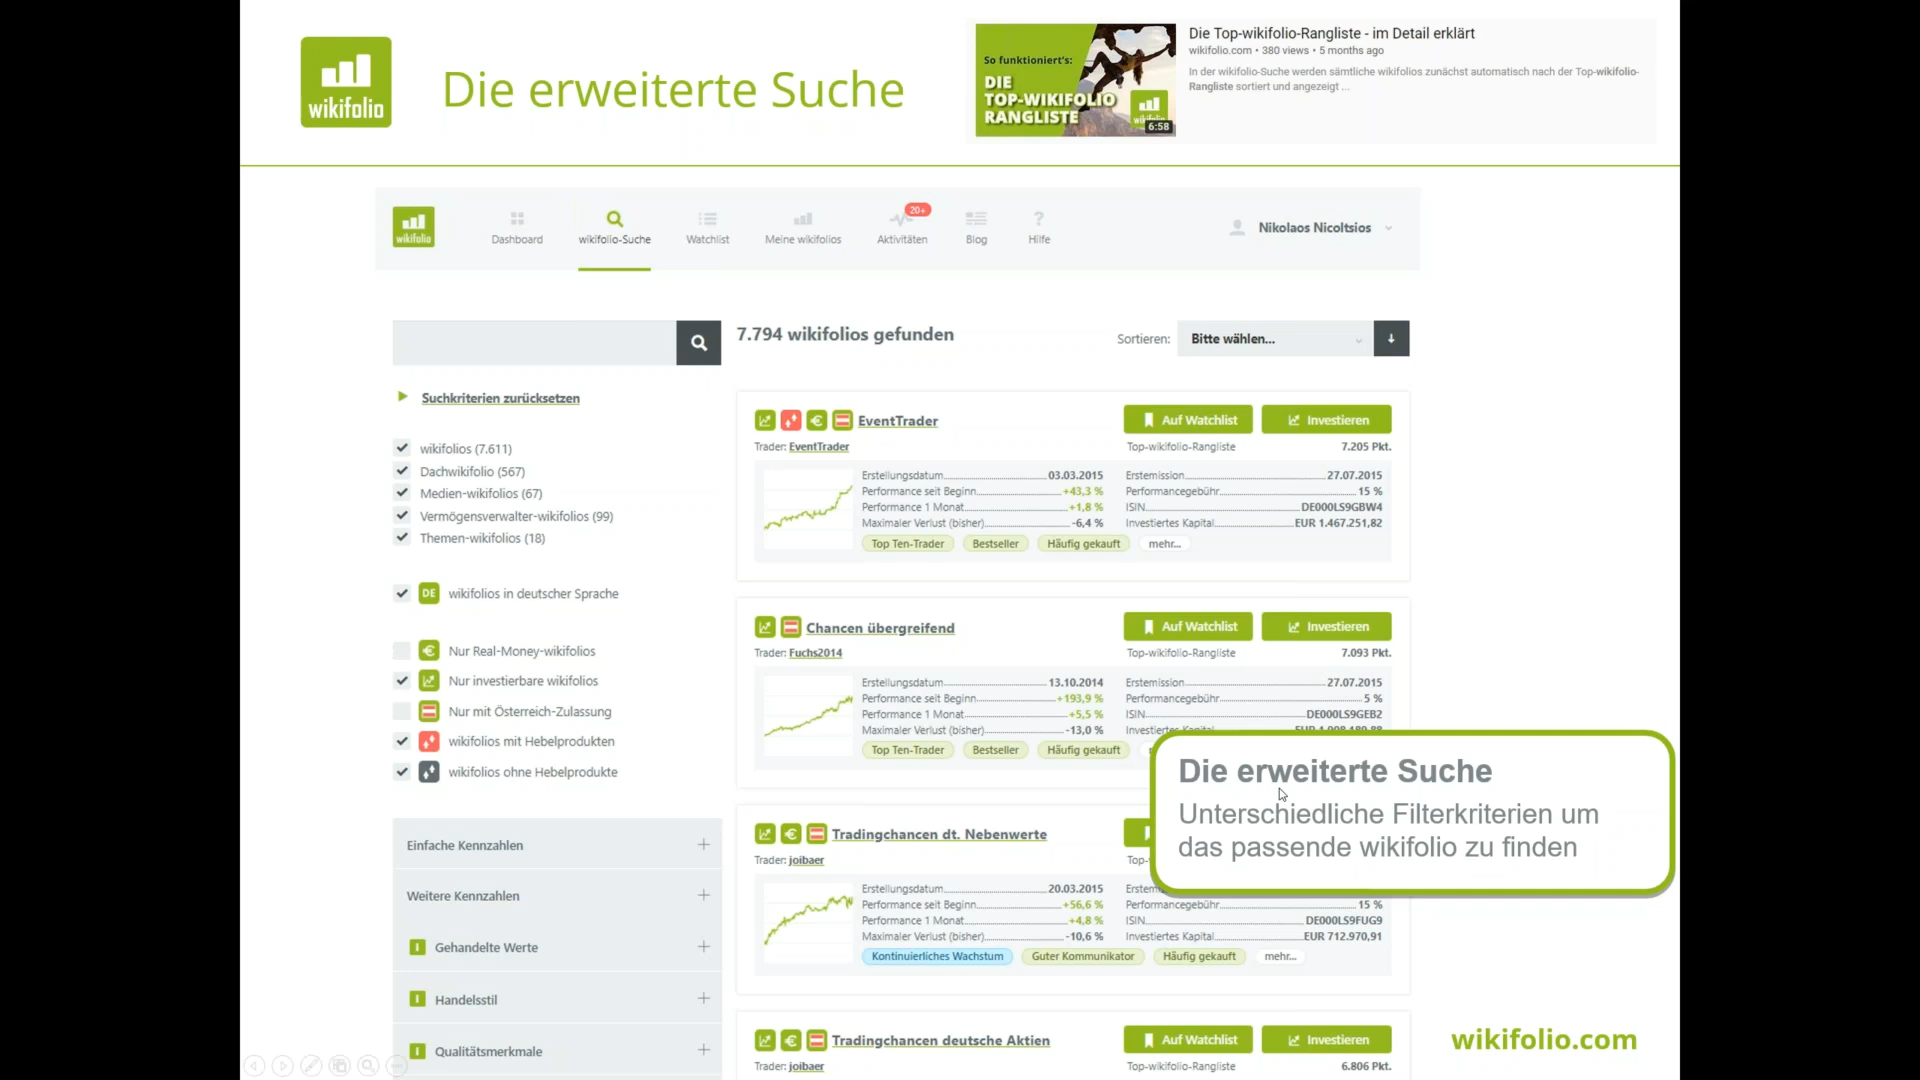 wikifolio
Die erweiterte Suche
So funktioniert's:
DIE
TOP-WIKIFOLIO
RANGLISTE
6:58
Die Top-wikifolio-Rangliste - im Detail erklärt
wikifolio.com • 380 views • 5 months ago
In der wikifolio-Suche werden sämtliche wikifolios zunächst automatisch nach der Top-wikifolio-
Rangliste sortiert und angezeigt ...
wikifolio
Dashboard
wikifolio-Suche
Watchlist
Meine wikifolios
20+
Aktivitäten
Blog
?
Hilfe
Nikolaos Nicoltsios
7.794 wikifolios gefunden
Sortieren:
Bitte wählen...
Suchkriterien zurücksetzen
wikifolios (7.611)
Dachwikifolio (567)
Medien-wikifolios (67)
Vermögensverwalter-wikifolios (99)
Themen-wikifolios (18)
DE wikifolios in deutscher Sprache
Nur Real-Money-wikifolios
Nur investierbare wikifolios
Nur mit Österreich-Zulassung
wikifolios mit Hebelprodukten
wikifolios ohne Hebelprodukte
Einfache Kennzahlen
Weitere Kennzahlen
Gehandelte Werte
Handelsstil
Qualitätsmerkmale
EventTrader
Auf Watchlist
Investieren
Trader: EventTrader
Top-wikifolio-Rangliste 7.205 Pkt.
Erstellungsdatum 03.03.2015
Performance seit Beginn +43,3 %
Performance 1 Monat +1,8 %
Maximaler Verlust (bisher) -6,4 %
Erstemission 27.07.2015
Performancegebühr 15 %
ISIN DE000LS9GBW4
Investiertes Kapital EUR 1.467.251,82
Top Ten-Trader Bestseller Häufig gekauft mehr...
Chancen übergreifend
Auf Watchlist
Investieren
Trader: Fuchs2014
Top-wikifolio-Rangliste 7.093 Pkt.
Erstellungsdatum 13.10.2014
Performance seit Beginn +193,9 %
Performance 1 Monat +5,5 %
Maximaler Verlust (bisher) -13,0 %
Erstemission 27.07.2015
Performancegebühr 5 %
ISIN DE000LS9GEB2
Investiertes Kapital
Top Ten-Trader Bestseller Häufig gekauft
Die erweiterte Suche
Unterschiedliche Filterkriterien um
das passende wikifolio zu finden
Tradingchancen dt. Nebenwerte
Trader: joibaer
Top-
Erstellungsdatum 20.03.2015
Performance seit Beginn +56,6 %
Performance 1 Monat +4,8 %
Maximaler Verlust (bisher) -10,6 %
Erstem
Performancegebühr 15 %
ISIN DE000LS9FUG9
Investiertes Kapital EUR 712.970,91
Kontinuierliches Wachstum Guter Kommunikator Häufig gekauft mehr...
Tradingchancen deutsche Aktien
Auf Watchlist
Investieren
Trader: joibaer
Top-wikifolio-Rangliste 6.806 Pkt.
wikifolio.com